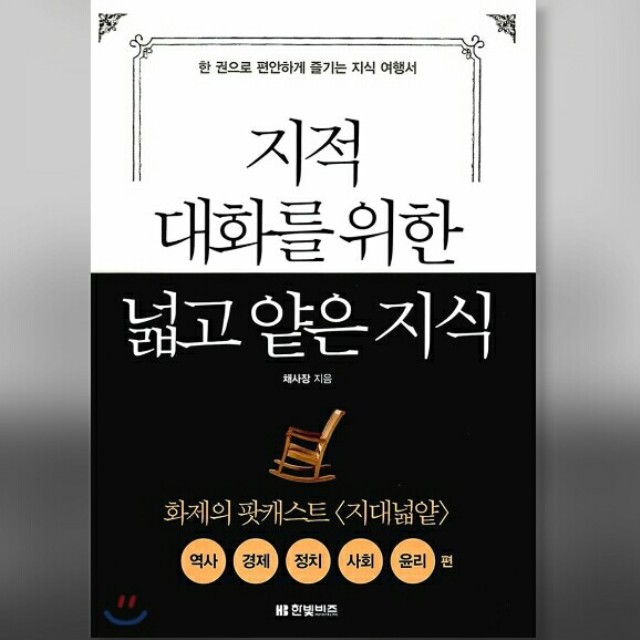 한 권으로 편안하게 즐기는 지식 여행서
지적
대화를 위한
넓고 얕은 지식
채사장 지음
화제의 팟캐스트 〈지대넓얕〉
역사 경제 정치 사회 윤리 편
HB 한빛비즈